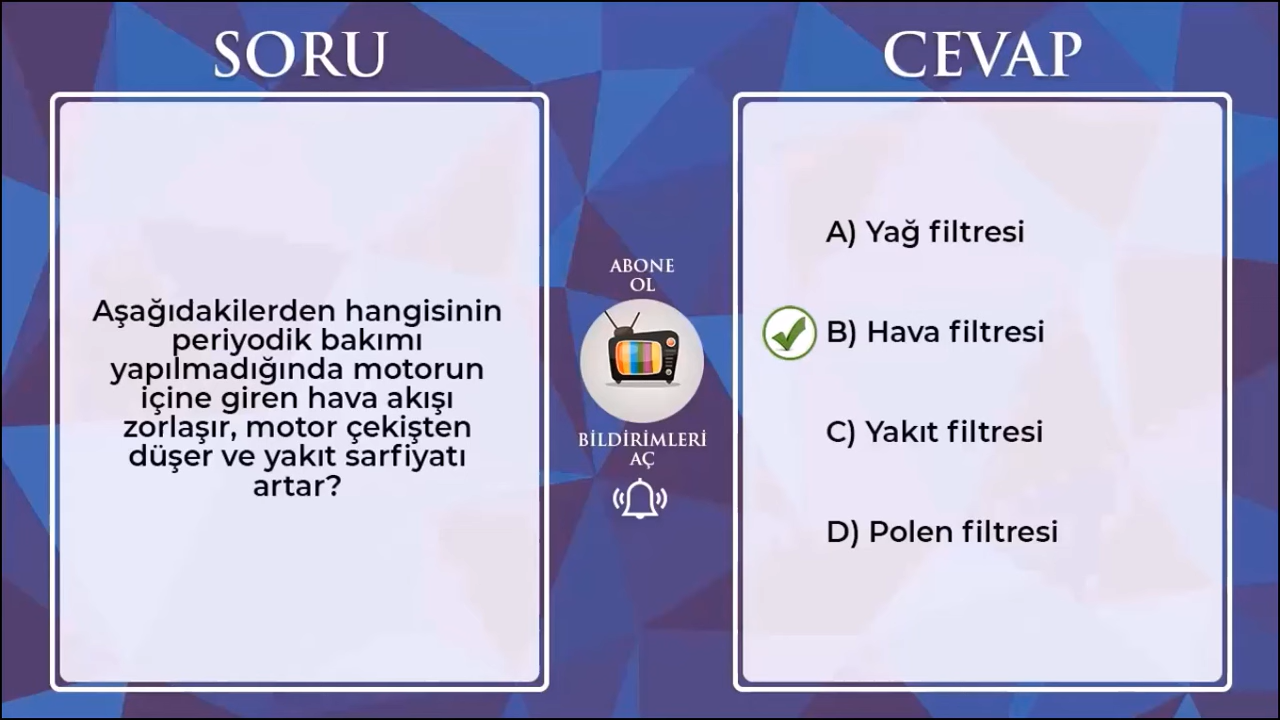 SORU
Aşağıdakilerden hangisinin
periyodik bakımı
yapılmadığında motorun
içine giren hava akışı
zorlaşır, motor çekişten
düşer ve yakıt sarfiyatı
artar?
ABONE
OL
BİLDİRİMLERİ
AÇ
CEVAP
A) Yağ filtresi
B) Hava filtresi
C) Yakıt filtresi
D) Polen filtresi